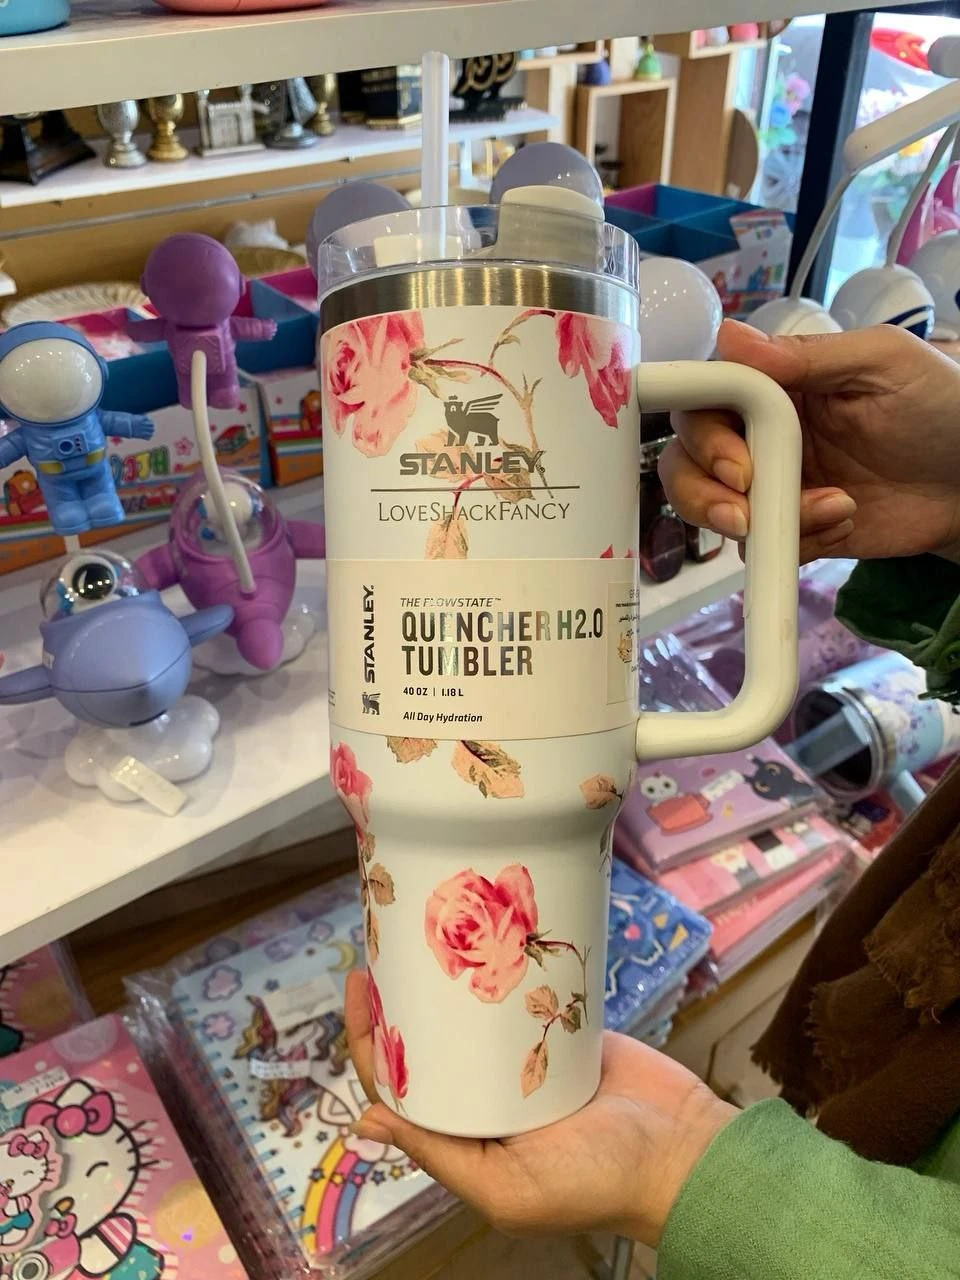 STANLEY
LOVESHACKFANCY
STANLEY.
THE FLOWSTATE™
QUENCHER H2.0
TUMBLER
40 OZ | 1.18 L
All Day Hydration